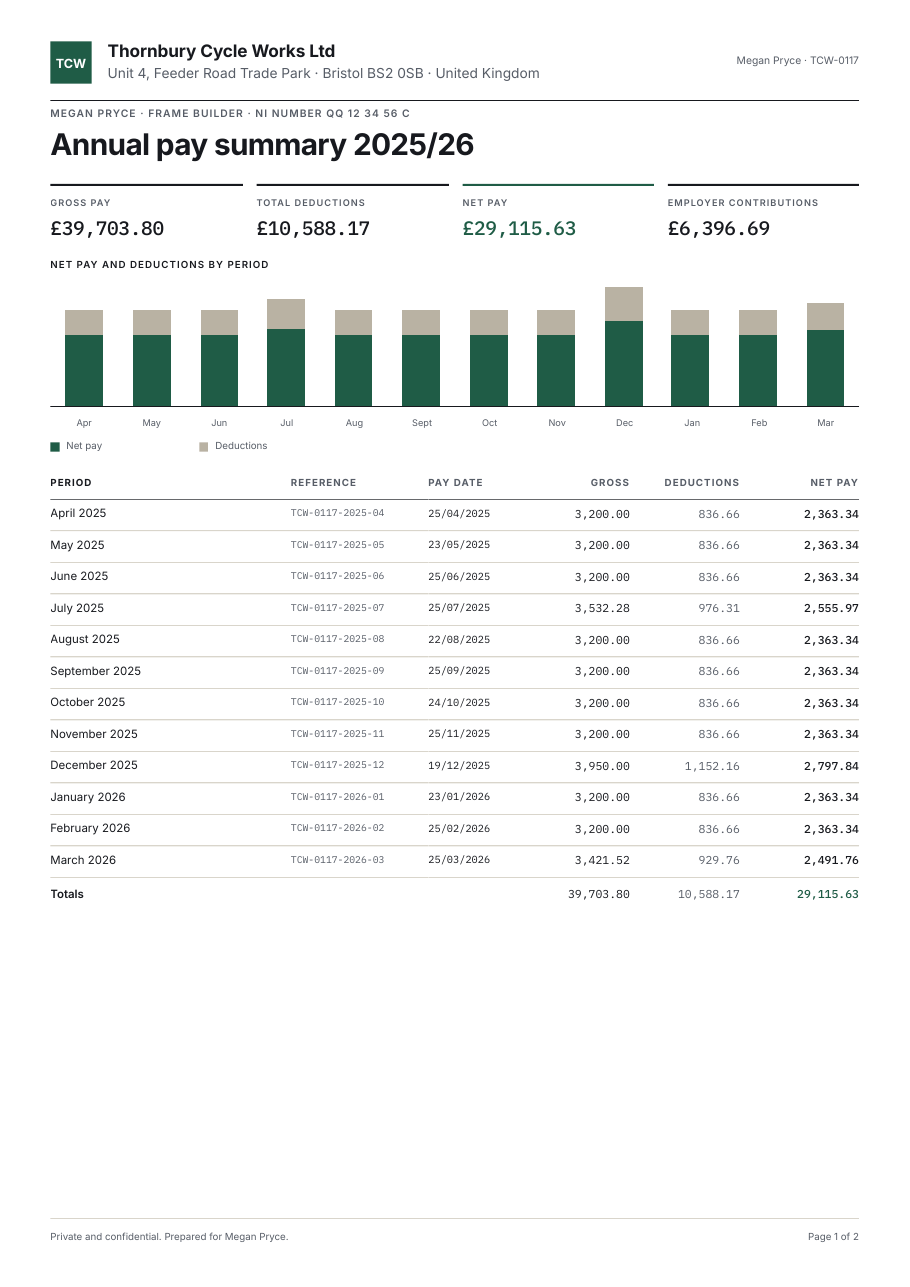 TCW
Thornbury Cycle Works Ltd
Unit 4, Feeder Road Trade Park · Bristol BS2 0SB · United Kingdom
Megan Pryce · TCW-0117
MEGAN PRYCE · FRAME BUILDER · NI NUMBER QQ 12 34 56 C
Annual pay summary 2025/26
GROSS PAY TOTAL DEDUCTIONS NET PAY EMPLOYER CONTRIBUTIONS
£39,703.80 £10,588.17 £29,115.63 £6,396.69
NET PAY AND DEDUCTIONS BY PERIOD
Apr May Jun Jul Aug Sept Oct Nov Dec Jan Feb Mar
Net pay Deductions
PERIOD REFERENCE PAY DATE GROSS DEDUCTIONS NET PAY
April 2025 TCW-0117-2025-04 25/04/2025 3,200.00 836.66 2,363.34
May 2025 TCW-0117-2025-05 23/05/2025 3,200.00 836.66 2,363.34
June 2025 TCW-0117-2025-06 25/06/2025 3,200.00 836.66 2,363.34
July 2025 TCW-0117-2025-07 25/07/2025 3,532.28 976.31 2,555.97
August 2025 TCW-0117-2025-08 22/08/2025 3,200.00 836.66 2,363.34
September 2025 TCW-0117-2025-09 25/09/2025 3,200.00 836.66 2,363.34
October 2025 TCW-0117-2025-10 24/10/2025 3,200.00 836.66 2,363.34
November 2025 TCW-0117-2025-11 25/11/2025 3,200.00 836.66 2,363.34
December 2025 TCW-0117-2025-12 19/12/2025 3,950.00 1,152.16 2,797.84
January 2026 TCW-0117-2026-01 23/01/2026 3,200.00 836.66 2,363.34
February 2026 TCW-0117-2026-02 25/02/2026 3,200.00 836.66 2,363.34
March 2026 TCW-0117-2026-03 25/03/2026 3,421.52 929.76 2,491.76
Totals 39,703.80 10,588.17 29,115.63
Private and confidential. Prepared for Megan Pryce.
Page 1 of 2